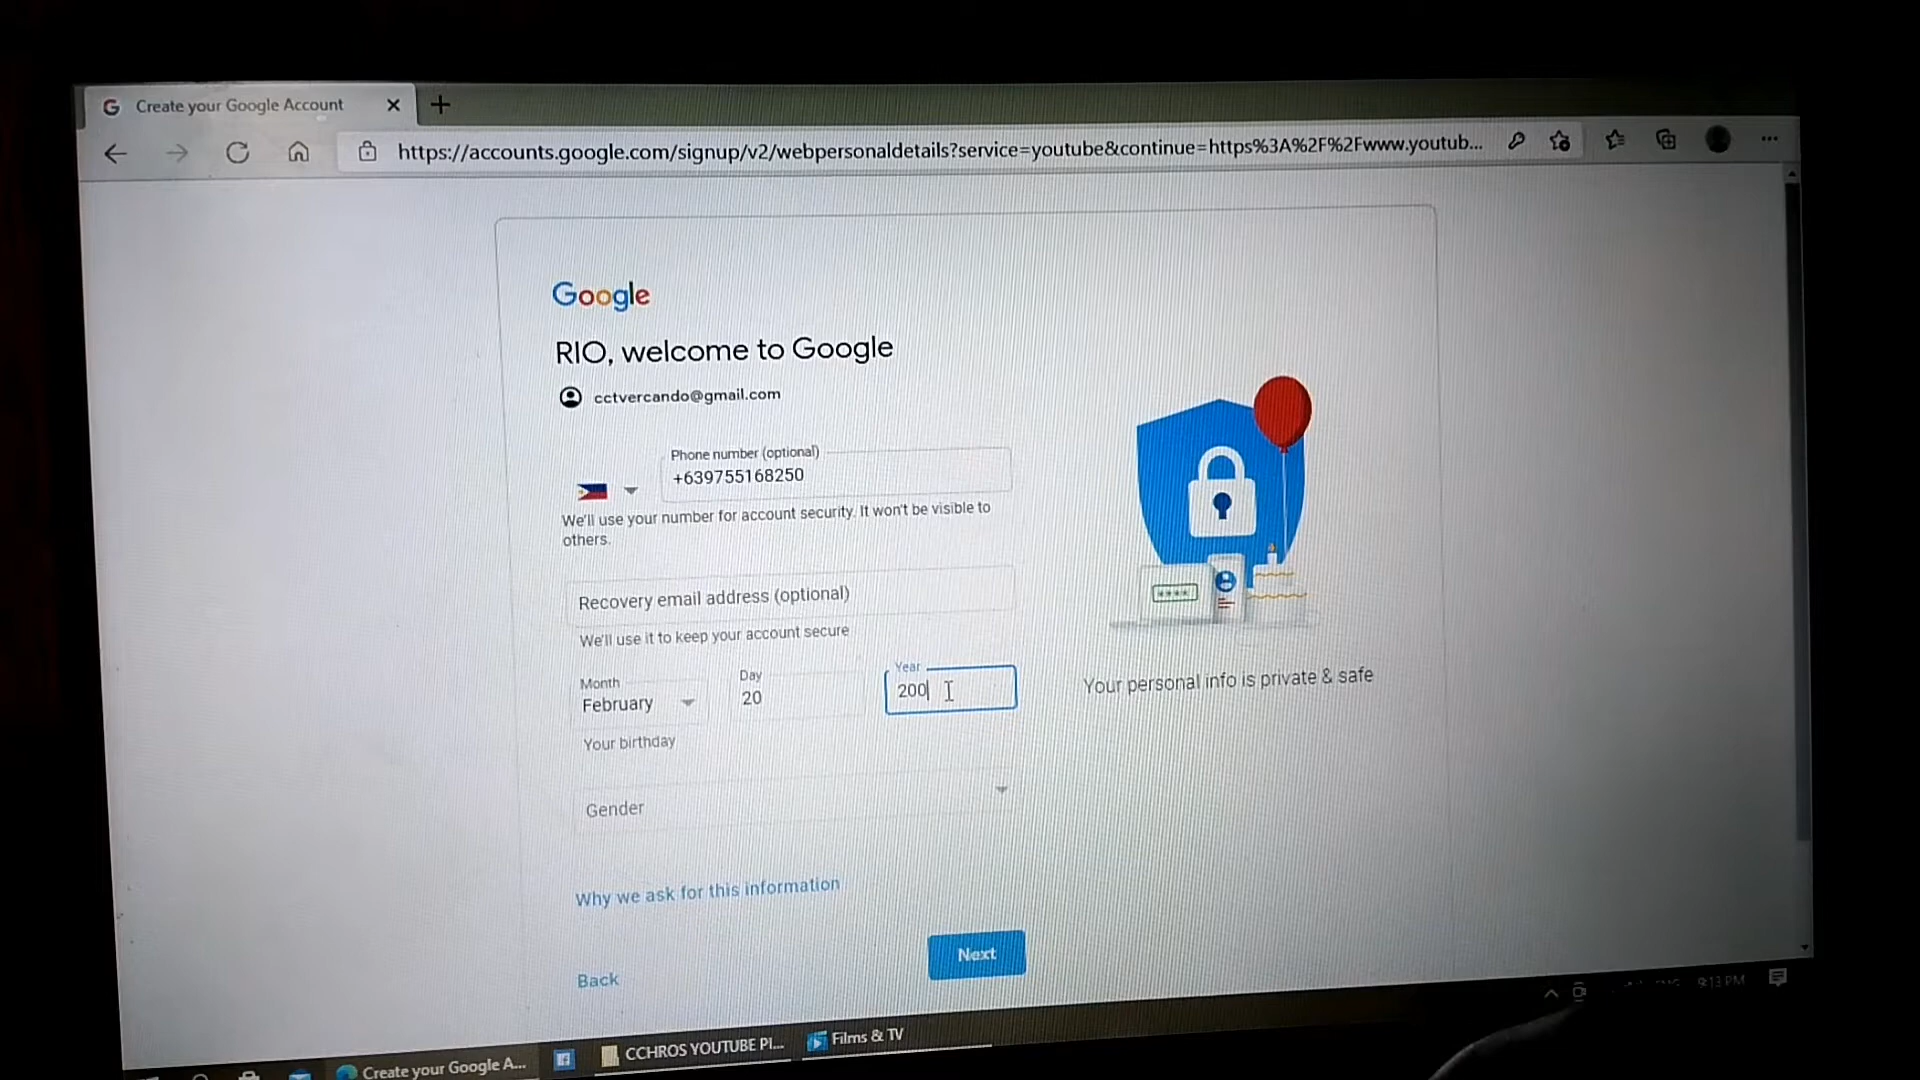 Create your Google Account
https://accounts.google.com/signup/v2/webpersonaldetails?service=youtube&continue=https%3A%2F%2Fwww.youtub...
Google
RIO, welcome to Google
cctvercando@gmail.com
Phone number (optional)
+639755168250
We'll use your number for account security. It won't be visible to
others.
Recovery email address (optional)
We'll use it to keep your account secure
Month
February
Day
20
Year
200
Your birthday
Gender
Your personal info is private & safe
Why we ask for this information
Next
Back
9:13 PM
Create your Google A...
CCHROS YOUTUBE PI...
Films & TV